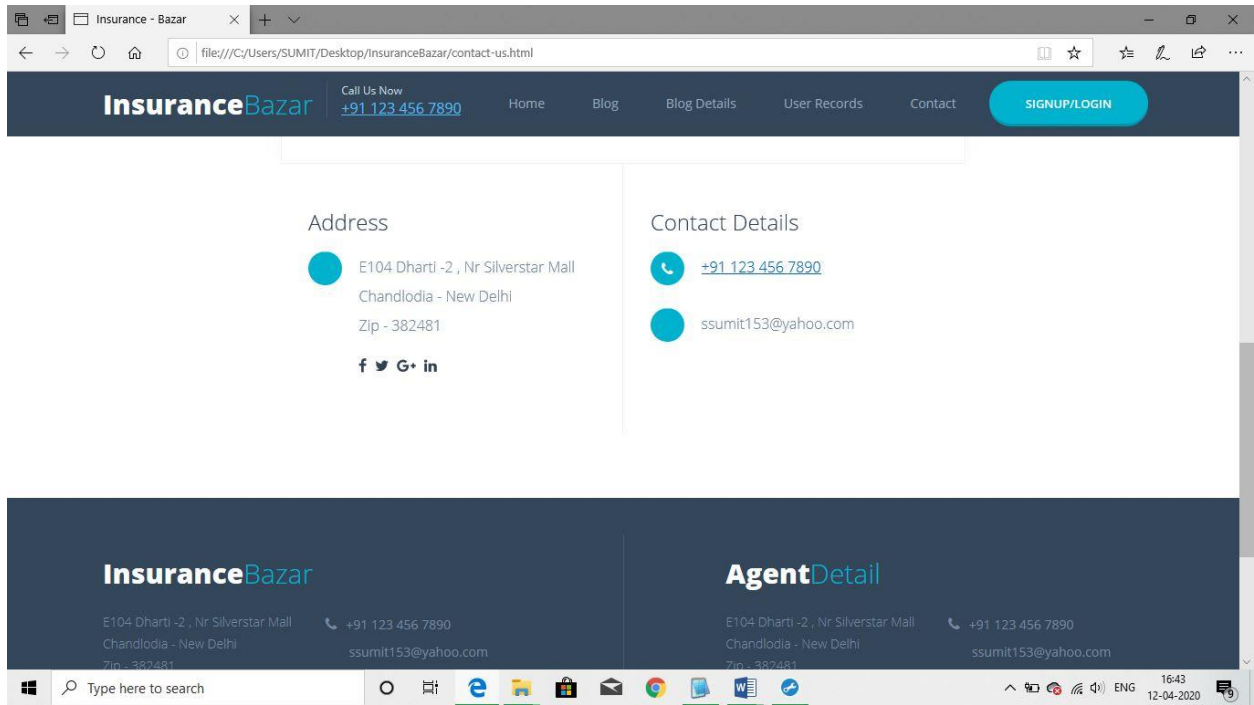 Insurance - Bazar
file:///C:/Users/SUMIT/Desktop/InsuranceBazar/contact-us.html
InsuranceBazar
Call Us Now
+91 123 456 7890
Home Blog Blog Details User Records Contact SIGNUP/LOGIN
Address
E104 Dharti -2 , Nr Silverstar Mall
Chandlodia - New Delhi
Zip - 382481
f G+ in
Contact Details
+91 123 456 7890
ssumit153@yahoo.com
InsuranceBazar
E104 Dharti -2 , Nr Silverstar Mall
Chandlodia - New Delhi
Zip - 382481
+91 123 456 7890
ssumit153@yahoo.com
AgentDetail
E104 Dharti -2 , Nr Silverstar Mall
Chandlodia - New Delhi
Zip - 382481
+91 123 456 7890
ssumit153@yahoo.com
Type here to search
ENG
16:43
12-04-2020
9